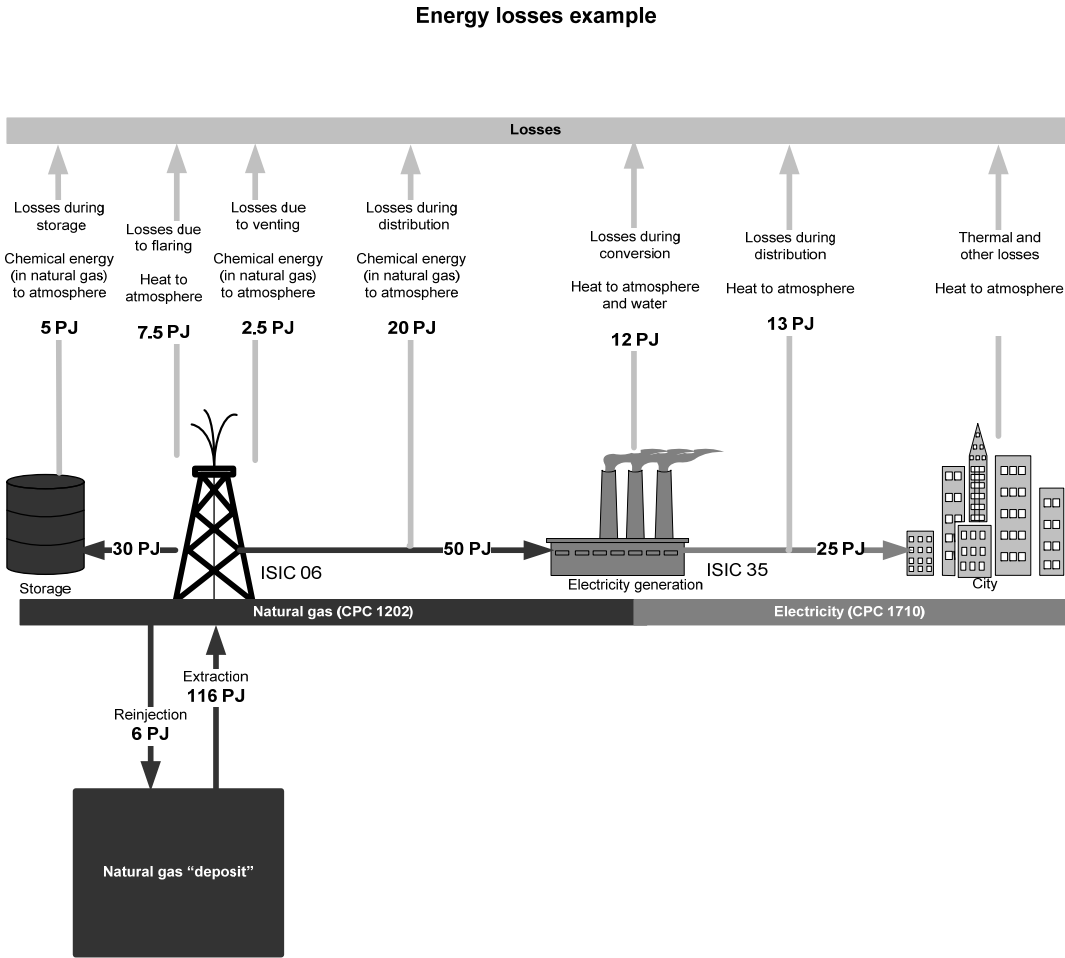 Energy losses example
Losses
Losses during
storage
Chemical energy
(in natural gas)
to atmosphere
5 PJ
Losses due
to flaring
Heat to
atmosphere
7.5 PJ
Losses due
to venting
Chemical energy
(in natural gas)
to atmosphere
2.5 PJ
Losses during
distribution
Chemical energy
(in natural gas)
to atmosphere
20 PJ
Losses during
conversion
Heat to atmosphere
and water
12 PJ
Losses during
distribution
Heat to atmosphere
13 PJ
Thermal and
other losses
Heat to atmosphere
30 PJ
50 PJ
25 PJ
Storage
ISIC 06
Electricity generation
ISIC 35
City
Natural gas (CPC 1202)
Electricity (CPC 1710)
Extraction
116 PJ
Reinjection
6 PJ
Natural gas “deposit”